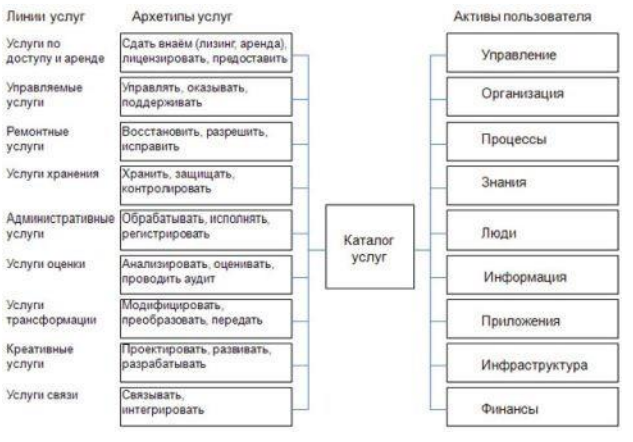 Линии услуг
Архетипы услуг
Активы пользователя
Услуги по
доступу и аренде
Сдать внаём (лизинг, аренда),
лицензировать, предоставить
Управление
Управляемые
услуги
Управлять, оказывать,
поддерживать
Организация
Ремонтные
услуги
Восстановить, разрешить,
исправить
Процессы
Услуги хранения
Хранить, защищать,
контролировать
Знания
Административные
услуги
Обрабатывать, исполнять,
регистрировать
Каталог
услуг
Люди
Услуги оценки
Анализировать, оценивать,
проводить аудит
Информация
Услуги
трансформации
Модифицировать,
преобразовать, передать
Приложения
Креативные
услуги
Проектировать, развивать,
разрабатывать
Инфраструктура
Услуги связи
Связывать,
интегрировать
Финансы